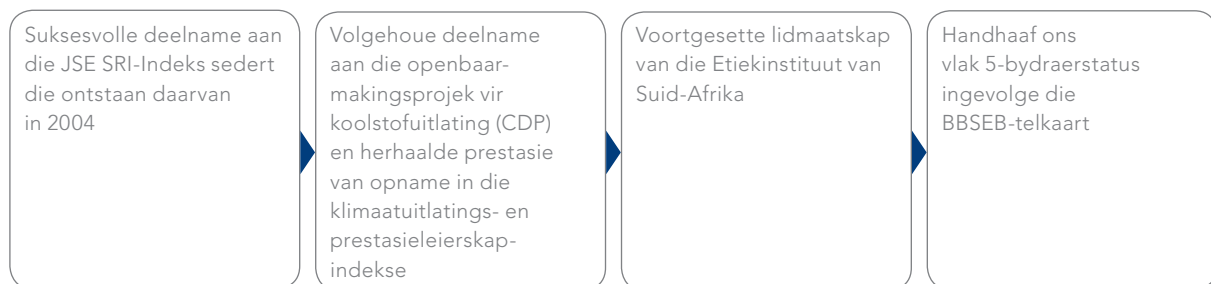 Suksesvolle deelname aan
die JSE SRI-Indeks sedert
die ontstaan daarvan
in 2004
Volgehoue deelname
aan die openbaar-
makingsprojek vir
koolstofuitlating (CDP)
en herhaalde prestasie
van opname in die
klimaatuitlatings- en
prestasieleierskap-
indekse
Voortgesette lidmaatskap
van die Etiekinstituut van
Suid-Afrika
Handhaaf ons
vlak 5-bydraerstatus
ingevolge die
BBSEB-telkaart